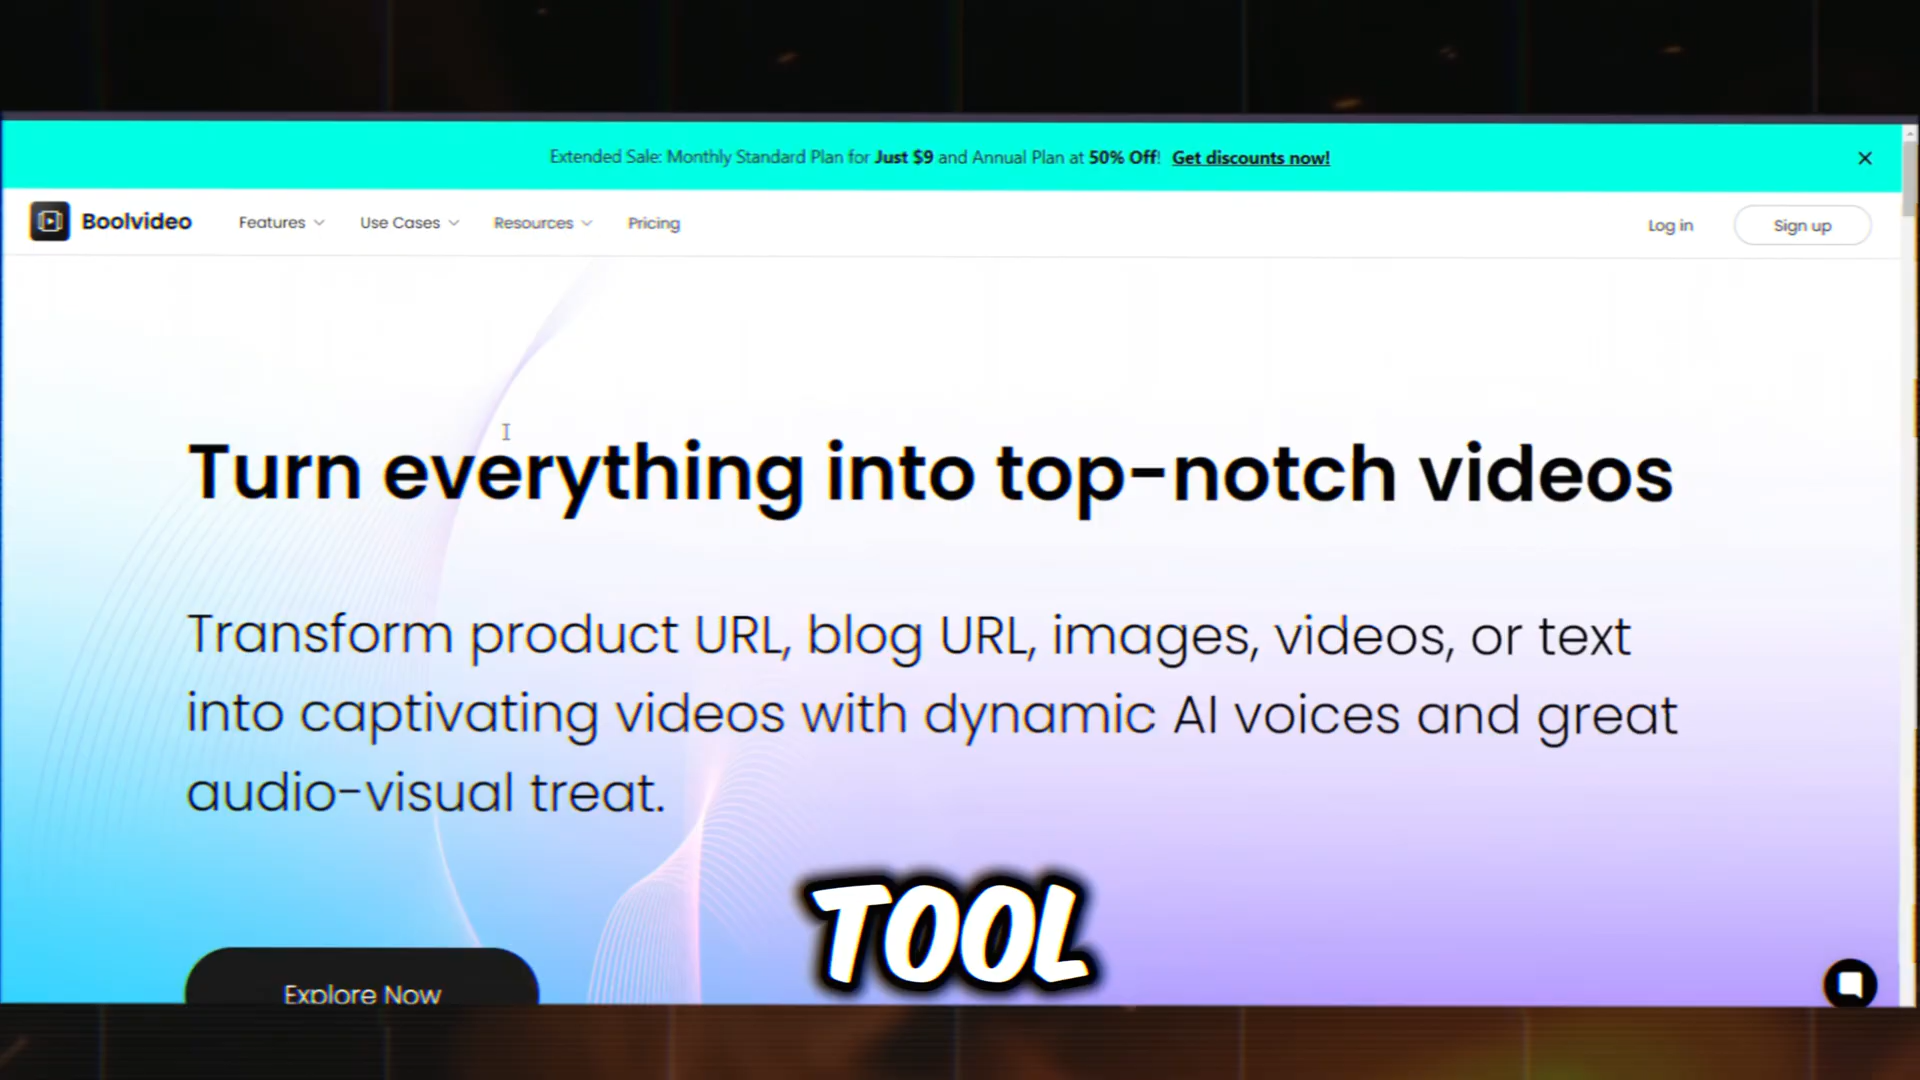 Extended Sale: Monthly Standard Plan for Just $9 and Annual Plan at 50% Off! Get discounts now!
Boolvideo Features Use Cases Resources Pricing Log in Sign up
Turn everything into top-notch videos
Transform product URL, blog URL, images, videos, or text
into captivating videos with dynamic AI voices and great
audio-visual treat.
TOOL
Explore Now